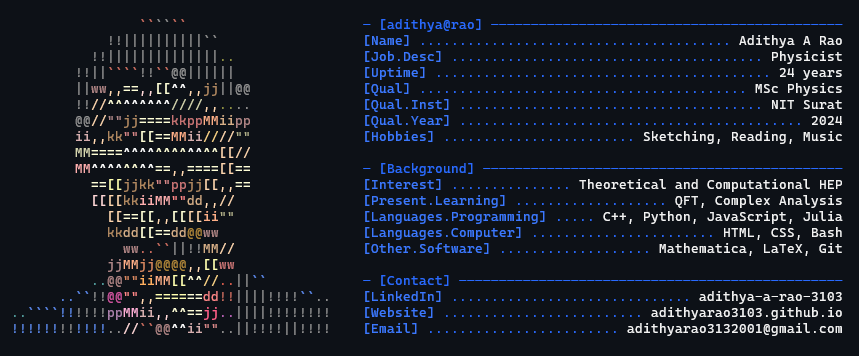 ─ [adithya@rao] ────────────────────────────────────────────
[Name] ....................................... Adithya A Rao
[Job.Desc] ....................................... Physicist
[Uptime] .......................................... 24 years
[Qual] ......................................... MSc Physics
[Qual.Inst] ...................................... NIT Surat
[Qual.Year] ........................................... 2024
[Hobbies] ........................ Sketching, Reading, Music
─ [Background] ─────────────────────────────────────────────
[Interest] ............... Theoretical and Computational HEP
[Present.Learning] ................... QFT, Complex Analysis
[Languages.Programming] ..... C++, Python, JavaScript, Julia
[Languages.Computer] ....................... HTML, CSS, Bash
[Other.Software] ................... Mathematica, LaTeX, Git
─ [Contact] ────────────────────────────────────────────────
[LinkedIn] .............................. adithya-a-rao-3103
[Website] ......................... adithyarao3103.github.io
[Email] ........................ adithyarao3132001@gmail.com